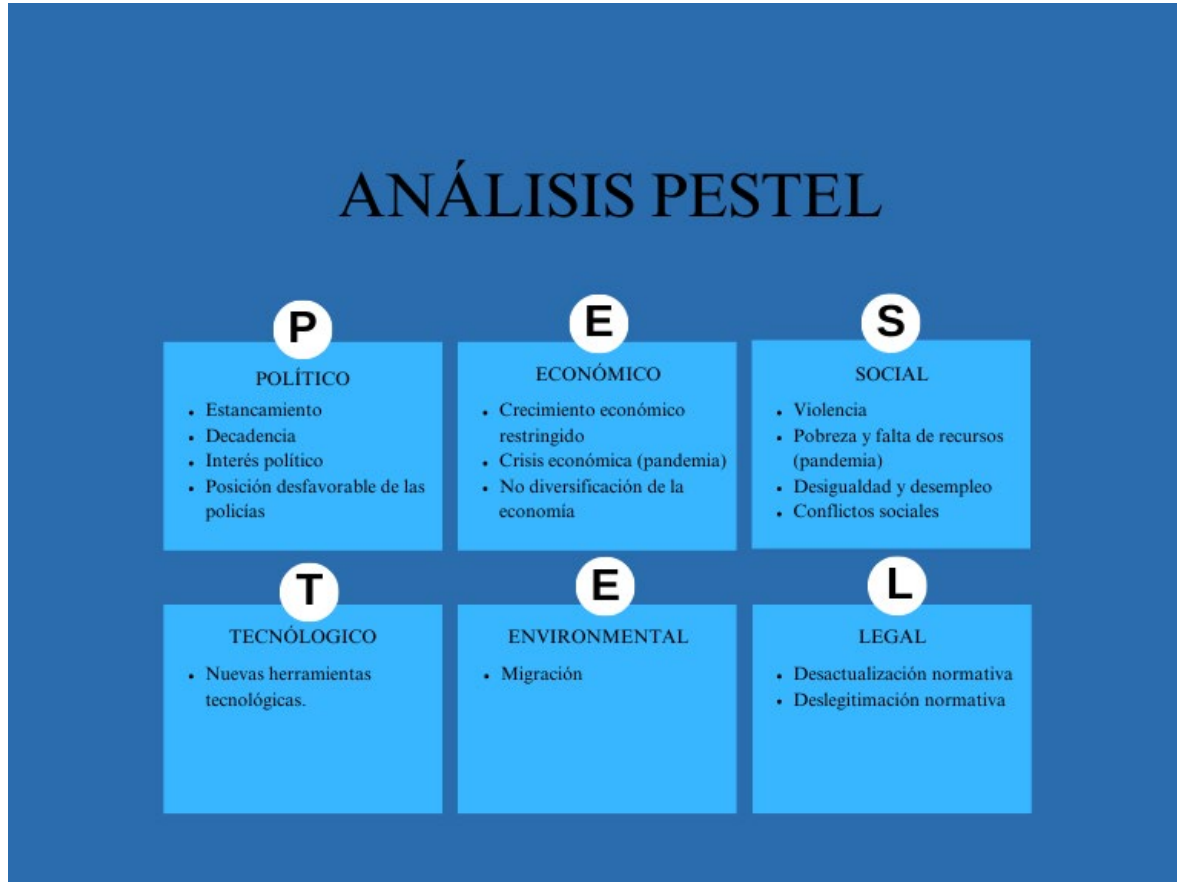 ANÁLISIS PESTEL
P
POLÍTICO
• Estancamiento
• Decadencia
• Interés político
• Posición desfavorable de las
policías
E
ECONÓMICO
• Crecimiento económico
restringido
• Crisis económica (pandemia)
• No diversificación de la
economía
S
SOCIAL
• Violencia
• Pobreza y falta de recursos
(pandemia)
• Desigualdad y desempleo
• Conflictos sociales
T
TECNÓLOGICO
• Nuevas herramientas
tecnológicas.
E
ENVIRONMENTAL
• Migración
L
LEGAL
• Desactualización normativa
• Deslegitimación normativa